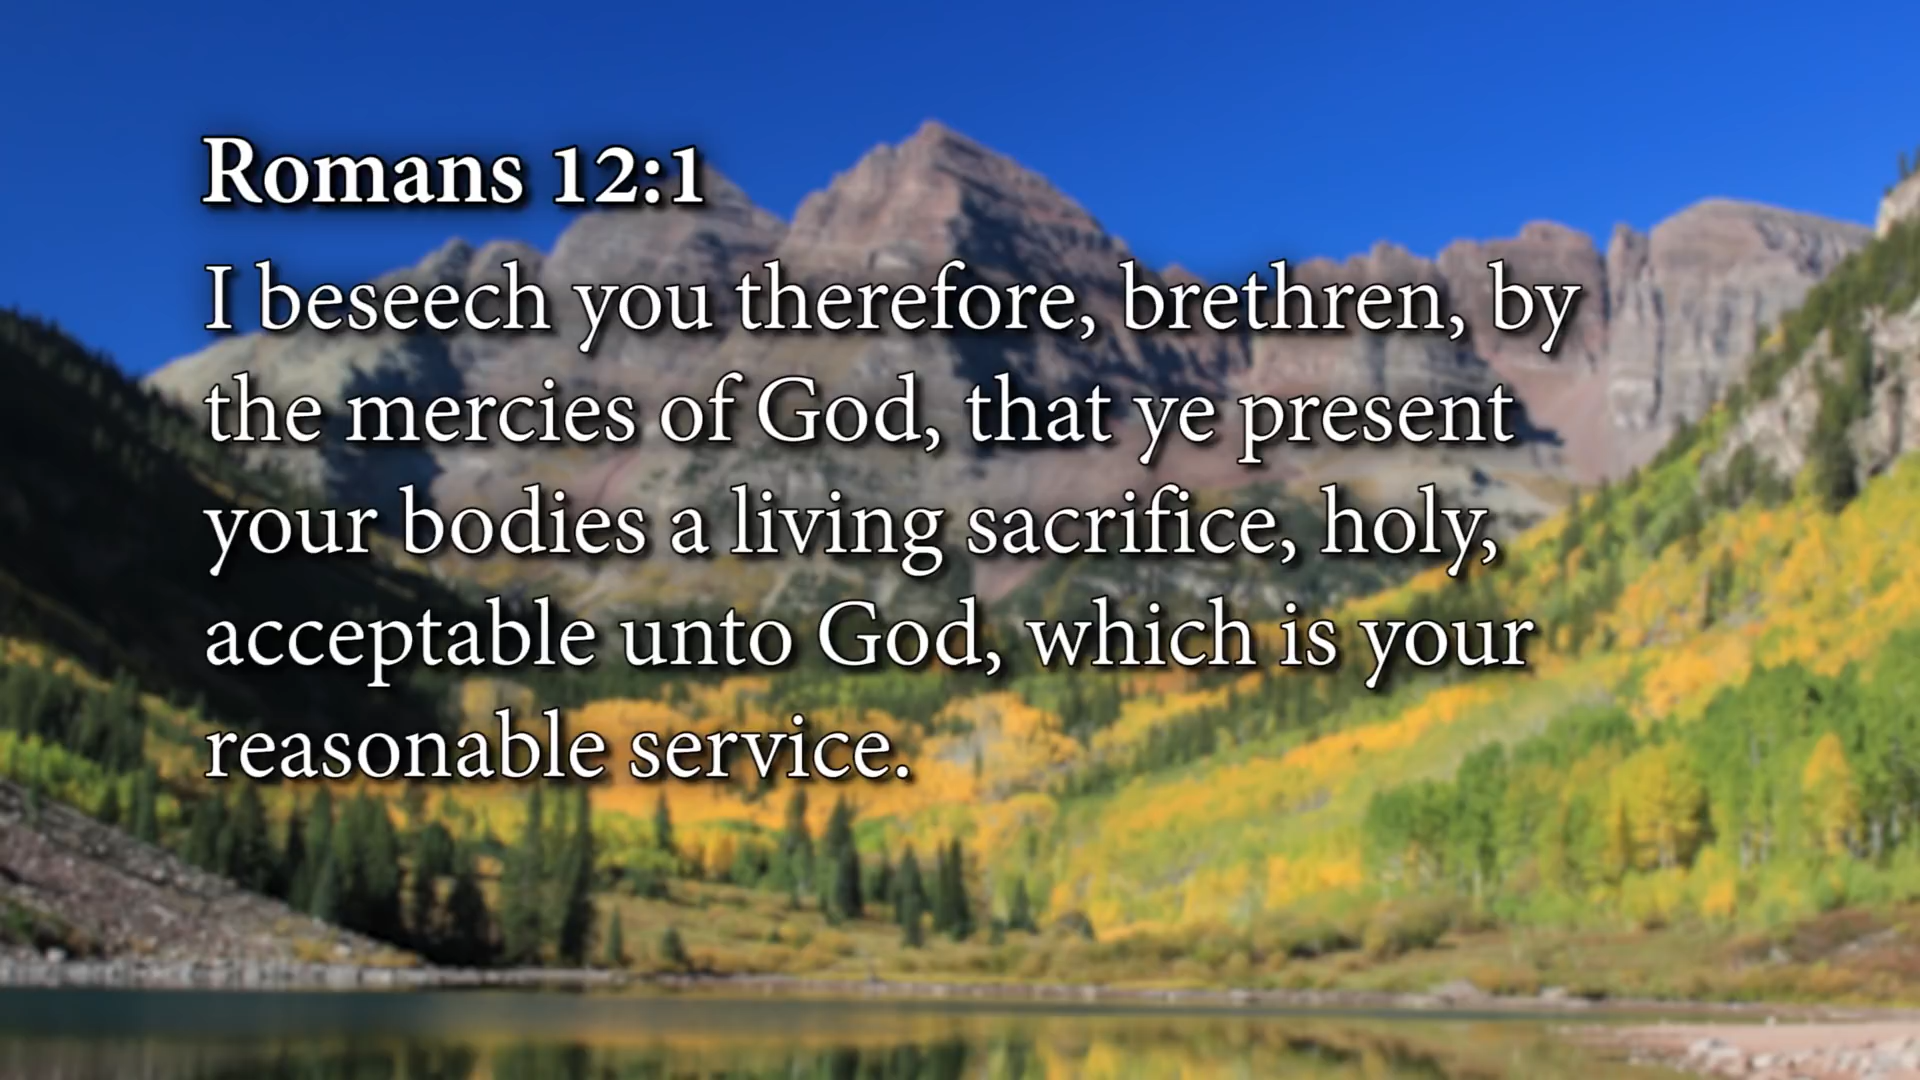 Romans 12:1
I beseech you therefore, brethren, by
the mercies of God, that ye present
your bodies a living sacrifice, holy,
acceptable unto God, which is your
reasonable service.